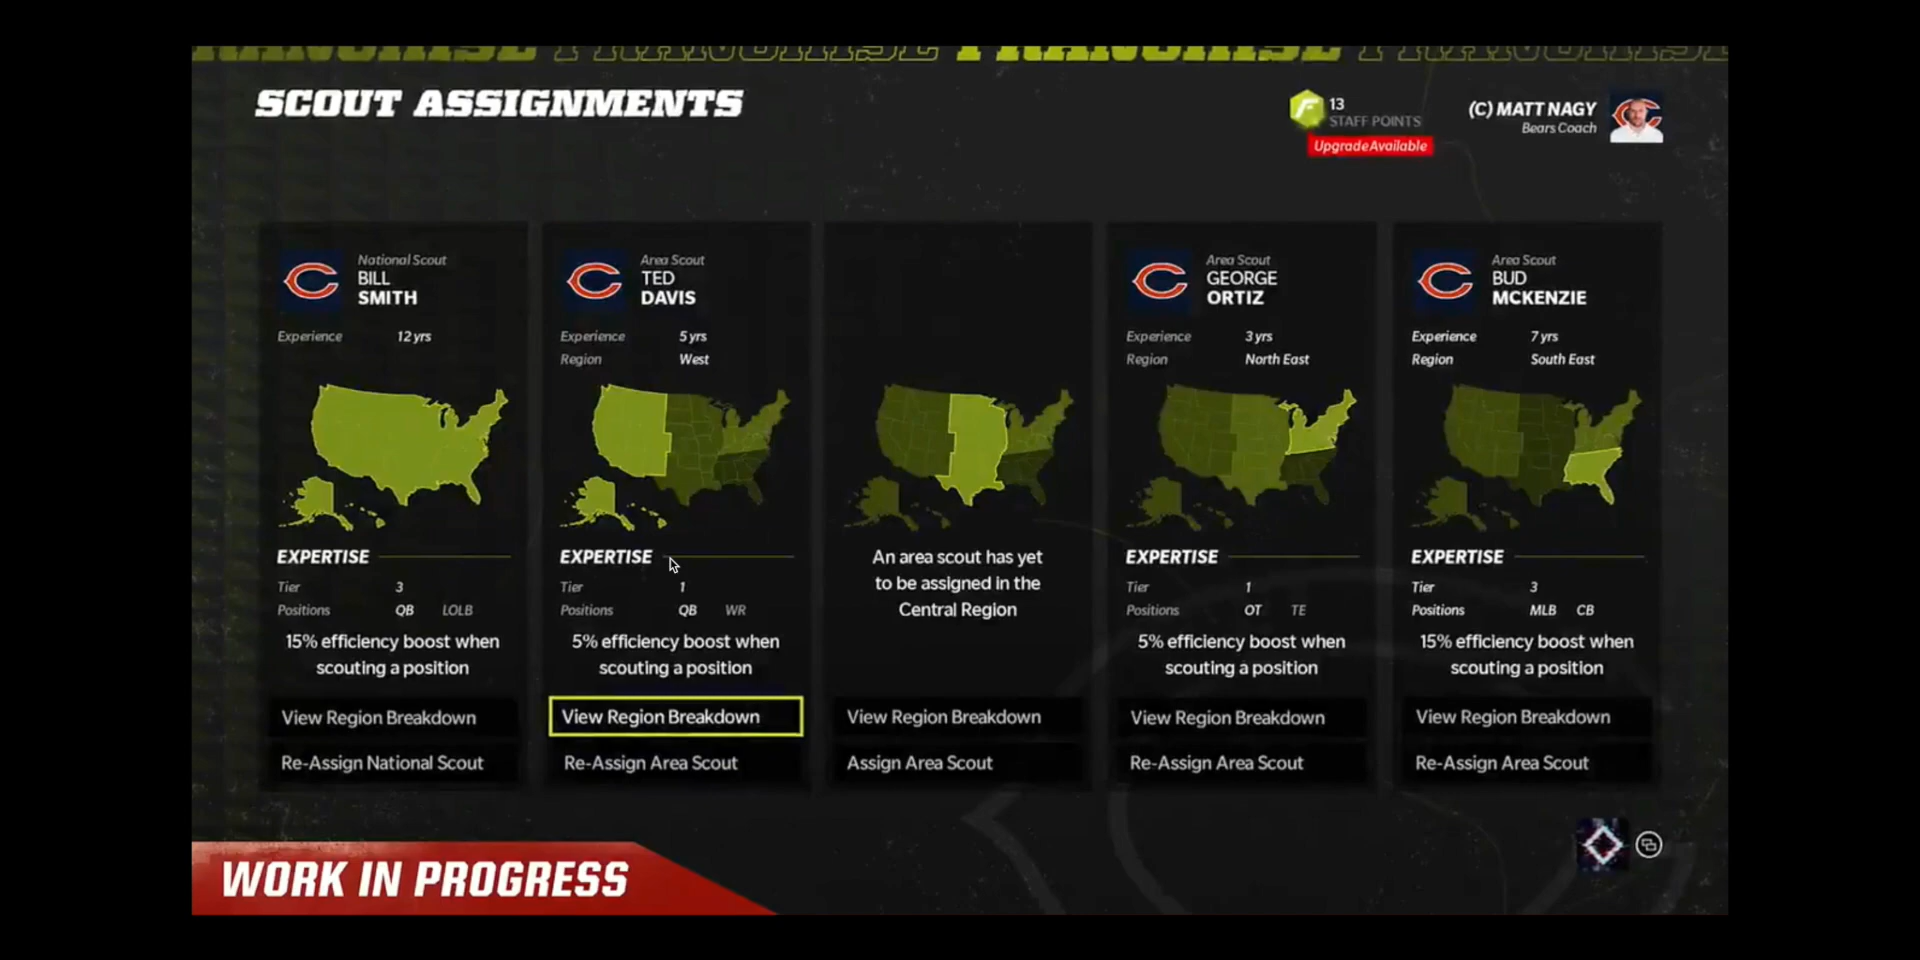 FRANCHISE FRANCHISE FRANCHISE FRANCHISE
SCOUT ASSIGNMENTS
13
STAFF POINTS
Upgrade Available
(C) MATT NAGY
Bears Coach
National Scout
BILL
SMITH
Experience 12 yrs
EXPERTISE
Tier 3
Positions QB LOLB
15% efficiency boost when
scouting a position
View Region Breakdown
Re-Assign National Scout
Area Scout
TED
DAVIS
Experience 5 yrs
Region West
EXPERTISE
Tier 1
Positions QB WR
5% efficiency boost when
scouting a position
View Region Breakdown
Re-Assign Area Scout
An area scout has yet
to be assigned in the
Central Region
View Region Breakdown
Assign Area Scout
Area Scout
GEORGE
ORTIZ
Experience 3 yrs
Region North East
EXPERTISE
Tier 1
Positions OT TE
5% efficiency boost when
scouting a position
View Region Breakdown
Re-Assign Area Scout
Area Scout
BUD
MCKENZIE
Experience 7 yrs
Region South East
EXPERTISE
Tier 3
Positions MLB CB
15% efficiency boost when
scouting a position
View Region Breakdown
Re-Assign Area Scout
WORK IN PROGRESS